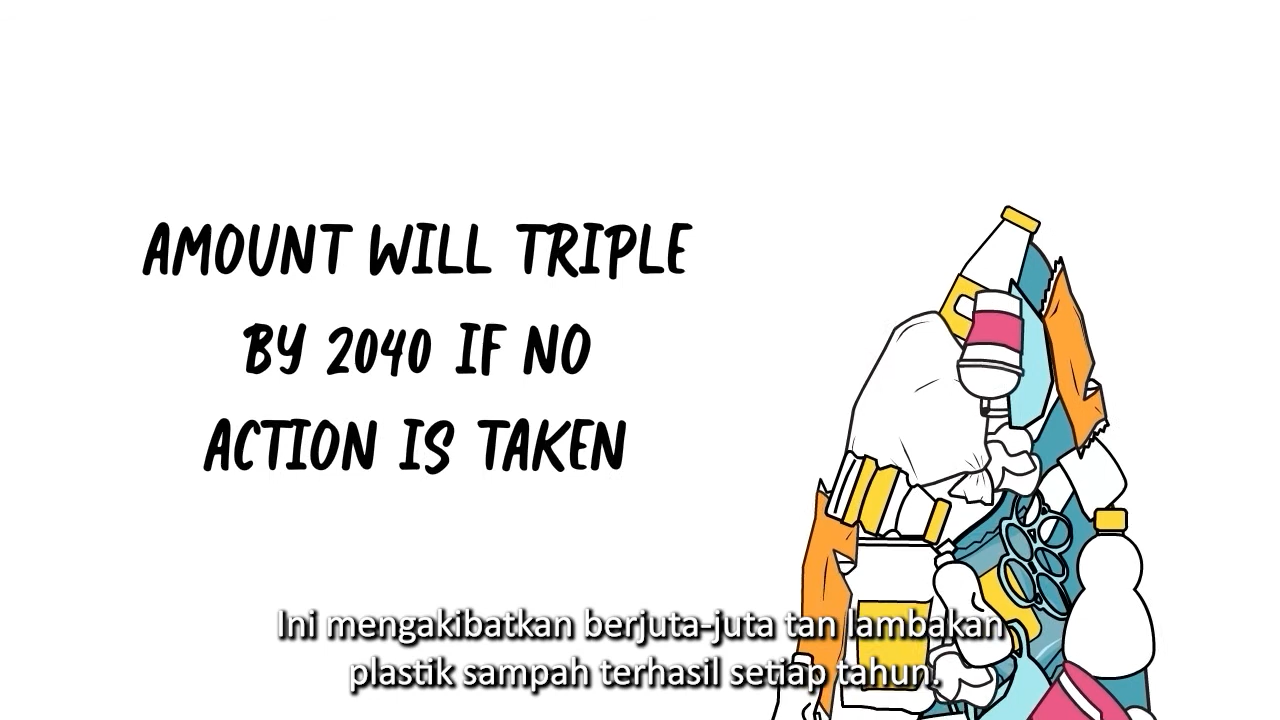 AMOUNT WILL TRIPLE
BY 2040 IF NO
ACTION IS TAKEN
Ini mengakibatkan berjuta-juta tan lambakan
plastik sampah terhasil setiap tahun.